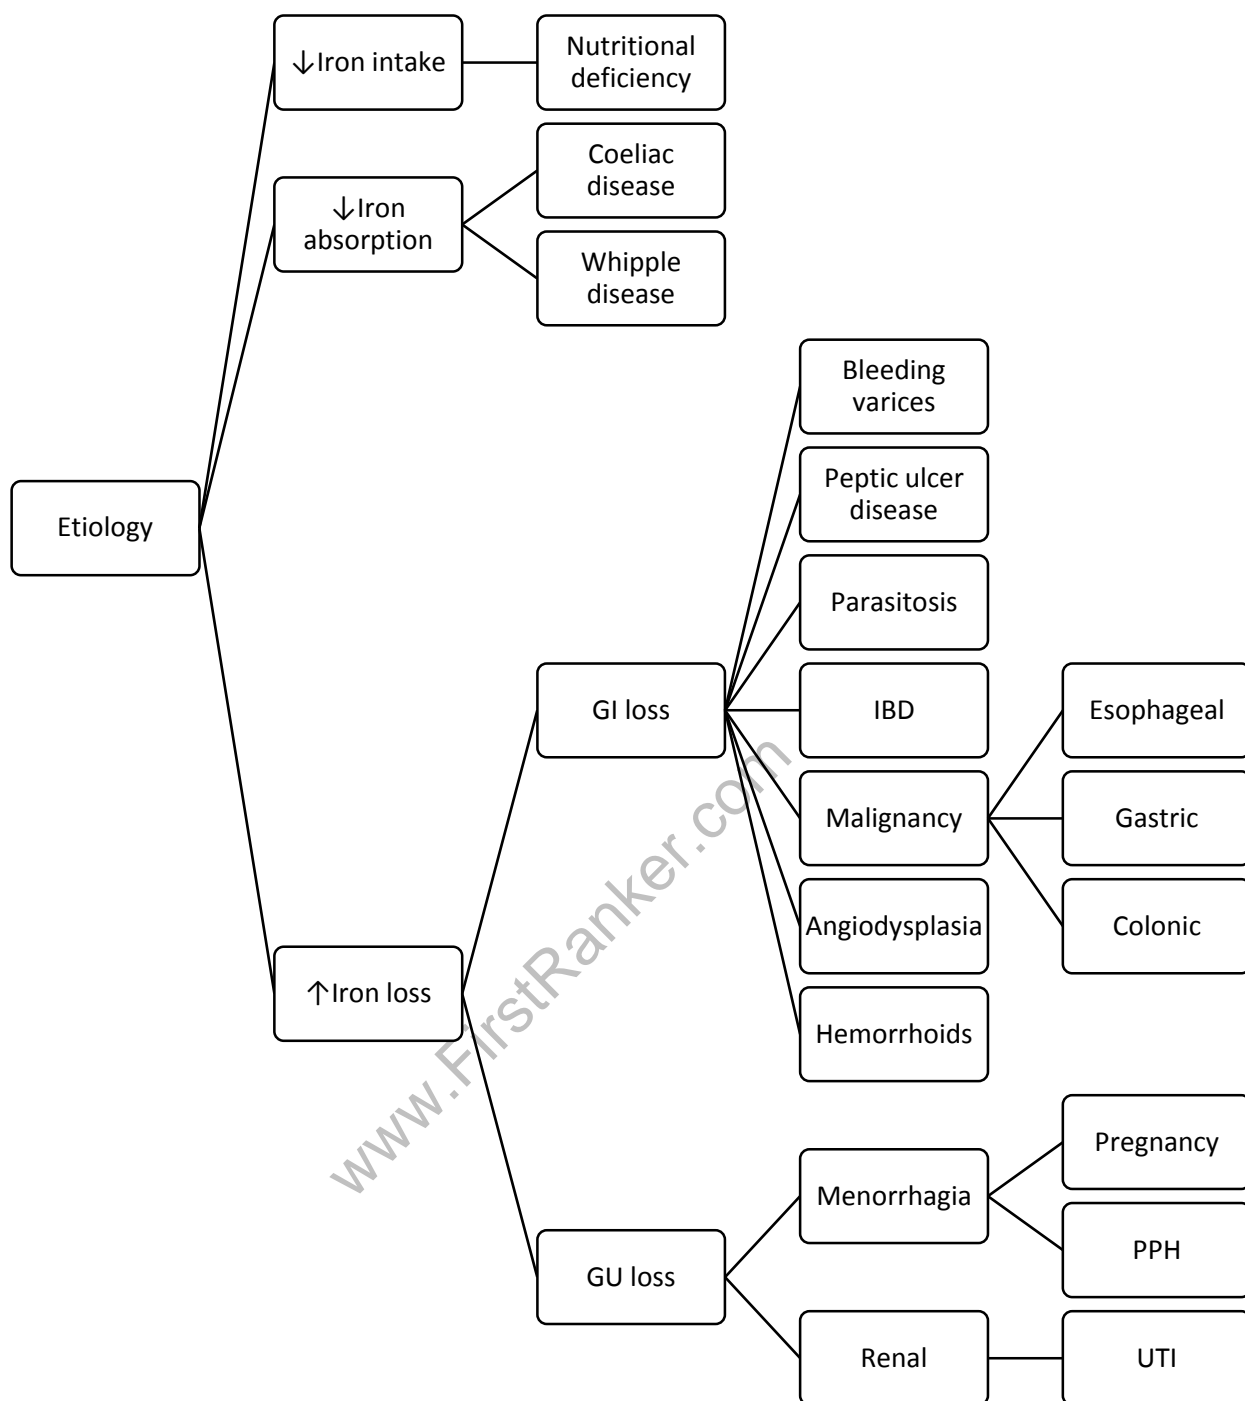 ↓Iron intake
Nutritional
deficiency
↓Iron
absorption
Coeliac
disease
Whipple
disease
Etiology
↑Iron loss
GI loss
Bleeding
varices
Peptic ulcer
disease
Parasitosis
IBD
Malignancy
Esophageal
Gastric
Colonic
Angiodysplasia
Hemorrhoids
GU loss
Menorrhagia
Pregnancy
PPH
Renal
UTI
www.FirstRanker.com